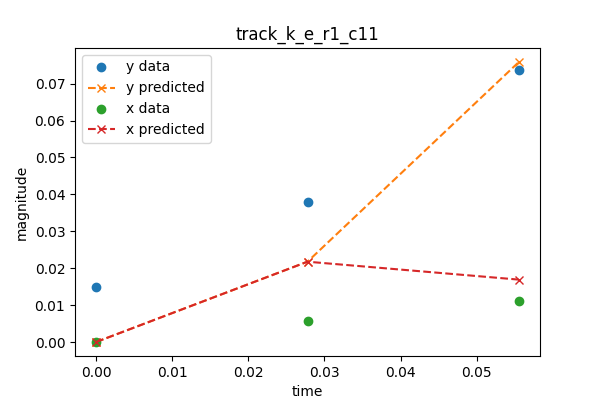 track_k_e_r1_c11
y data
y predicted
x data
x predicted
0.07
0.06
0.05
0.04
0.03
0.02
0.01
0.00
magnitude
0.00 0.01 0.02 0.03 0.04 0.05
time